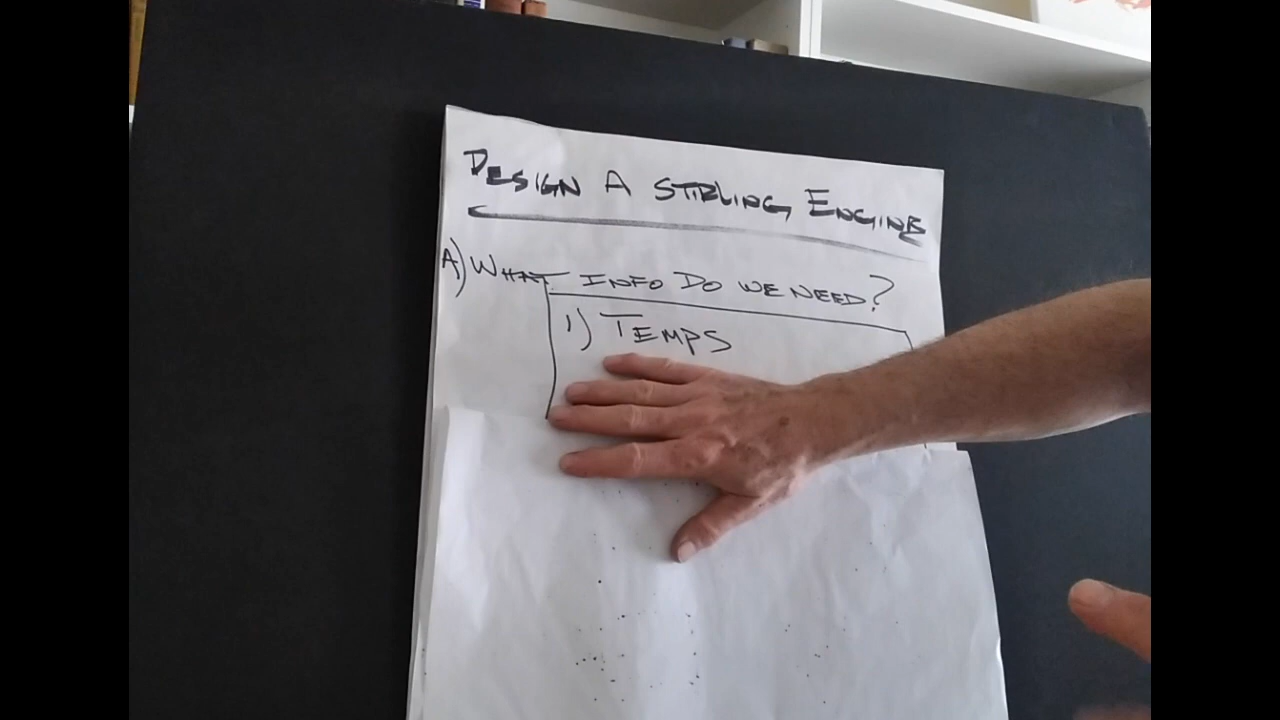 DESIGN A STIRLING ENGINE
A) WHAT INFO DO WE NEED?
1) TEMPS